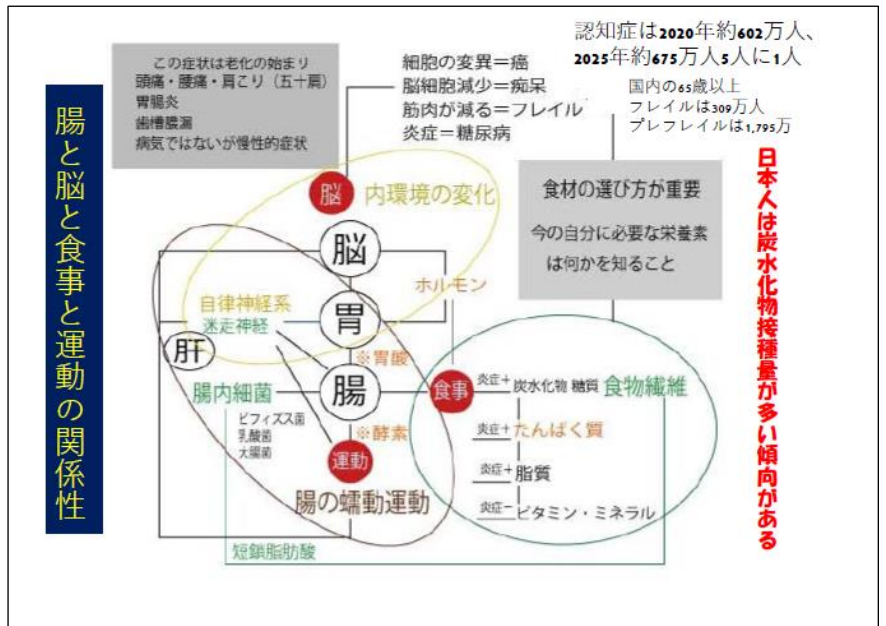 腸と脳と食事と運動の関係性
この症状は老化の始まり
頭痛・腰痛・肩こり（五十肩）
胃腸炎
歯槽膿漏
病気ではないが慢性的症状
細胞の変異＝癌
脳細胞減少＝痴呆
筋肉が減る＝フレイル
炎症＝糖尿病
認知症は2020年約602万人、
2025年約675万人5人に1人
国内の65歳以上
フレイルは309万人
プレフレイルは1,795万
食材の選び方が重要
今の自分に必要な栄養素
は何かを知ること
日本人は炭水化物接種量が多い傾向がある
脳
内環境の変化
脳
ホルモン
自律神経系
迷走神経
胃
肝
※胃酸
腸内細菌
腸
食事
炎症+
炭水化物 糖質
食物繊維
ビフィズス菌
乳酸菌
大腸菌
※酵素
炎症+
たんぱく質
運動
炎症+
脂質
腸の蠕動運動
炎症−
ビタミン・ミネラル
短鎖脂肪酸